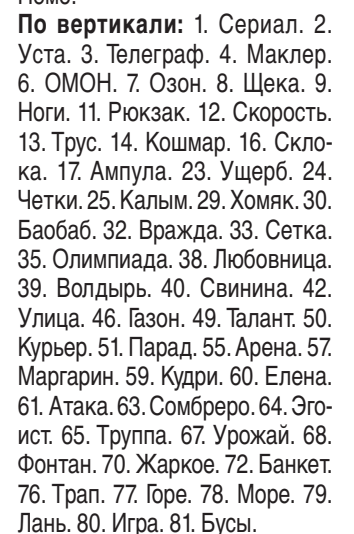 По вертикали: 1. Сериал. 2.
Уста. 3. Телеграф. 4. Маклер.
6. ОМОН. 7. Озон. 8. Щека. 9.
Ноги. 11. Рюкзак. 12. Скорость.
13. Трус. 14. Кошмар. 16. Скло-
ка. 17. Ампула. 23. Ущерб. 24.
Четки. 25. Калым. 29. Хомяк. 30.
Баобаб. 32. Вражда. 33. Сетка.
35. Олимпиада. 38. Любовница.
39. Волдырь. 40. Свинина. 42.
Улица. 46. Газон. 49. Талант. 50.
Курьер. 51. Парад. 55. Арена. 57.
Маргарин. 59. Кудри. 60. Елена.
61. Атака. 63. Сомбреро. 64. Эго-
ист. 65. Труппа. 67. Урожай. 68.
Фонтан. 70. Жаркое. 72. Банкет.
76. Трап. 77. Горе. 78. Море. 79.
Лань. 80. Игра. 81. Бусы.